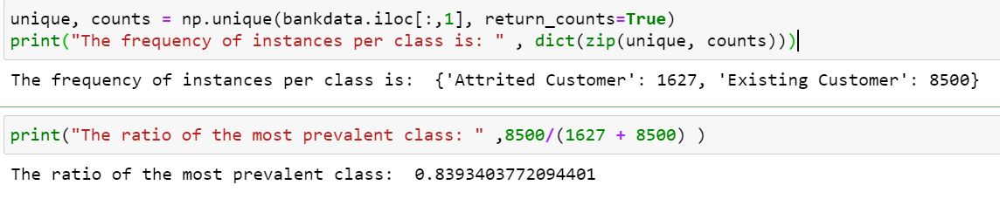 unique, counts = np.unique(bankdata.iloc[:,1], return_counts=True)
print("The frequency of instances per class is: " , dict(zip(unique, counts)))
The frequency of instances per class is:  {'Attrited Customer': 1627, 'Existing Customer': 8500}
print("The ratio of the most prevalent class: " ,8500/(1627 + 8500) )
The ratio of the most prevalent class:  0.8393403772094401